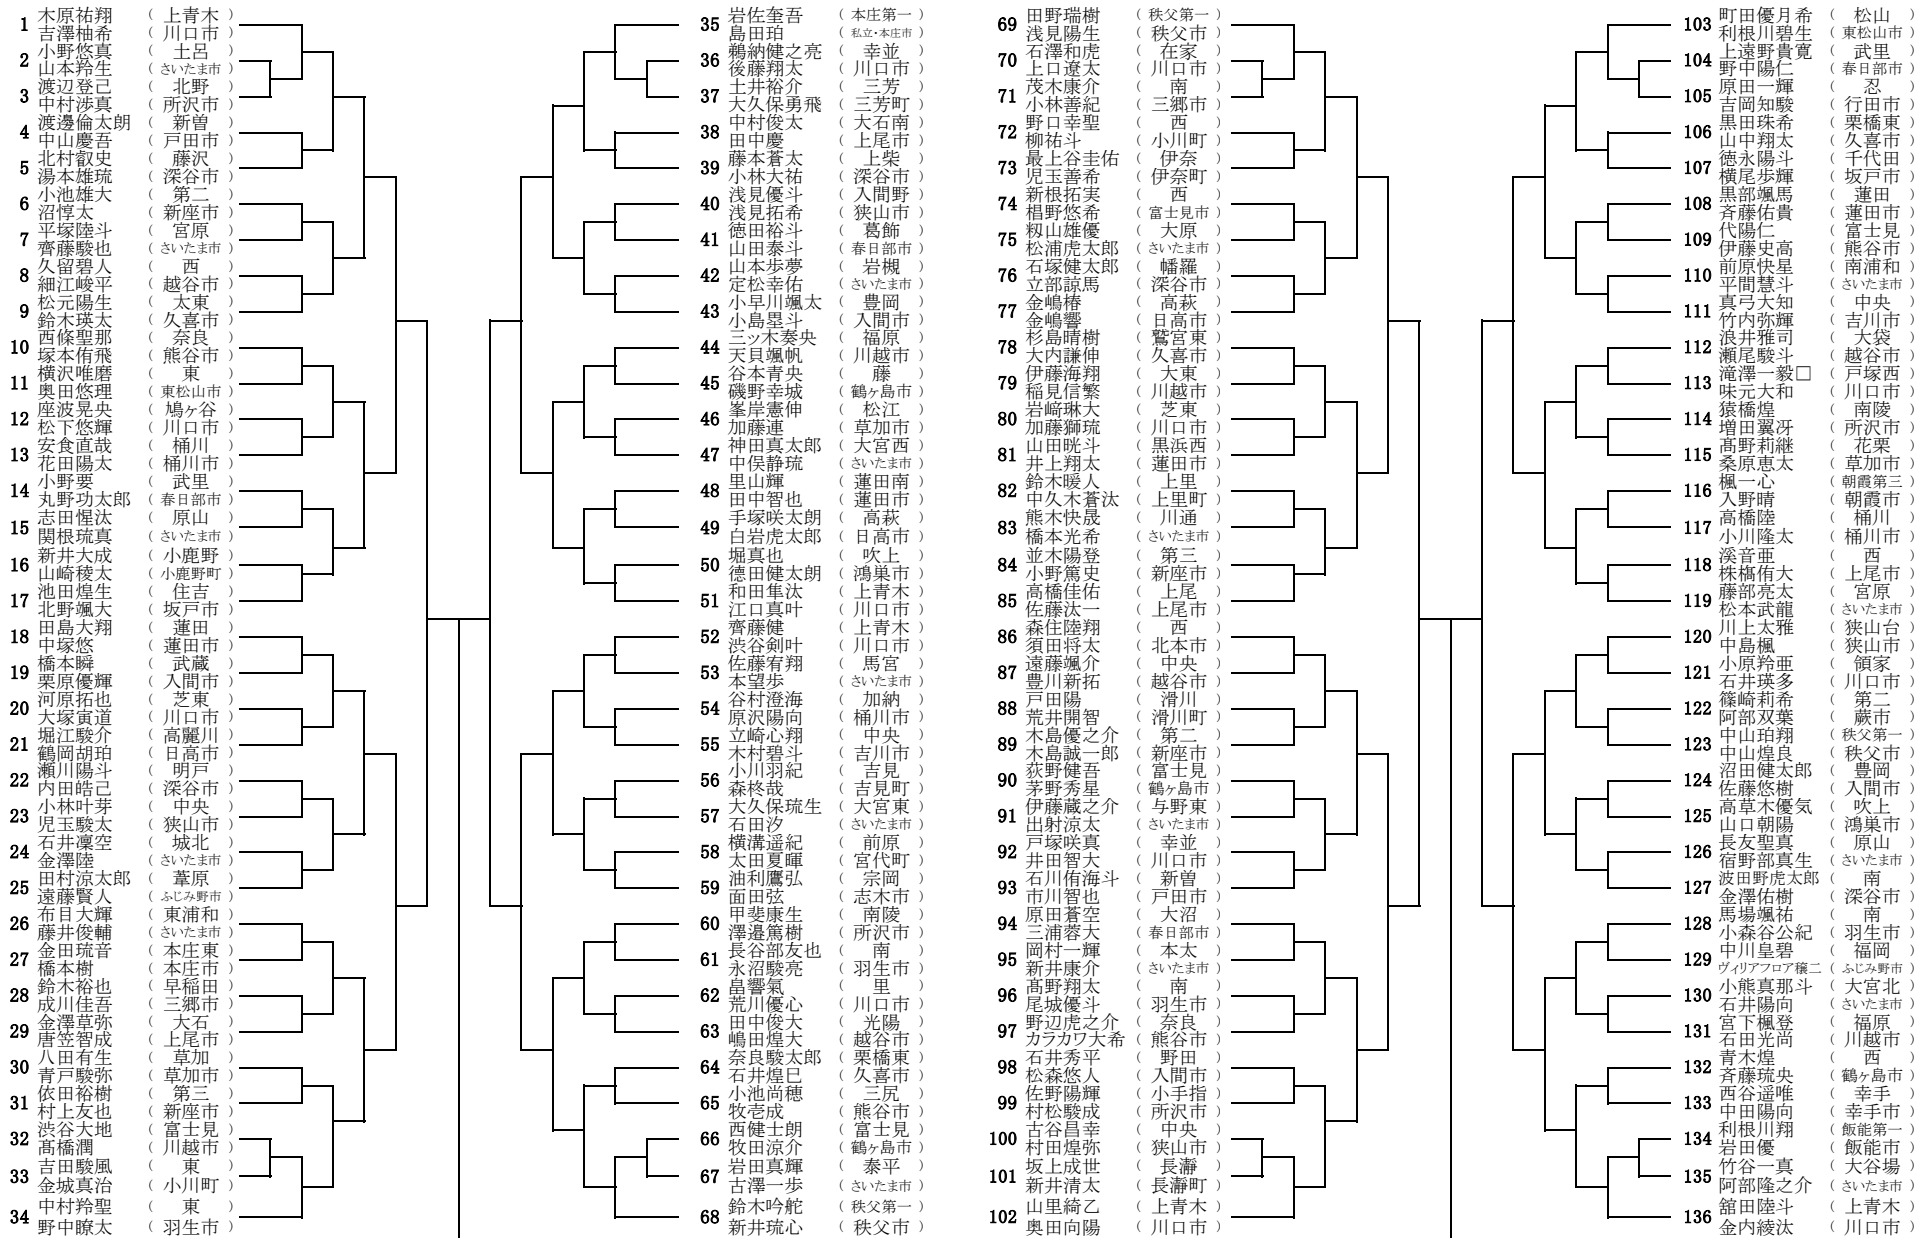 1 木原祐翔 ( 上青木 )
吉澤柚希 ( 川口市 )
2 小野悠真 ( 土呂 )
山本羚生 ( さいたま市 )
3 渡辺登己 ( 北野 )
中村渉真 ( 所沢市 )
4 渡邊倫太朗 ( 新曽 )
中山慶吾 ( 戸田市 )
5 北村叡史 ( 藤沢 )
湯本雄琉 ( 深谷市 )
6 小池雄大 ( 第二 )
沼惇太 ( 新座市 )
7 平塚陸斗 ( 宮原 )
齊藤駿也 ( さいたま市 )
8 久留碧人 ( 西 )
細江峻平 ( 越谷市 )
9 松元陽生 ( 太東 )
鈴木瑛太 ( 久喜市 )
10 西條聖那 ( 奈良 )
塚本侑飛 ( 熊谷市 )
11 横沢唯磨 ( 東 )
奥田悠理 ( 東松山市 )
12 座波晃央 ( 鳩ヶ谷 )
松下悠輝 ( 川口市 )
13 安食直哉 ( 桶川 )
花田陽太 ( 桶川市 )
14 小野要 ( 武里 )
丸野功太郎 ( 春日部市 )
15 志田惺汰 ( 原山 )
関根琉真 ( さいたま市 )
16 新井大成 ( 小鹿野 )
山崎稜太 ( 小鹿野町 )
17 池田煌生 ( 住吉 )
北野颯大 ( 坂戸市 )
18 田島大翔 ( 蓮田 )
中塚悠 ( 蓮田市 )
19 橋本瞬 ( 武蔵 )
栗原優輝 ( 入間市 )
20 河原拓也 ( 芝東 )
大塚寅道 ( 川口市 )
21 堀江駿介 ( 高麗川 )
鶴岡胡珀 ( 日高市 )
22 瀬川陽斗 ( 明戸 )
内田皓己 ( 深谷市 )
23 小林叶芽 ( 中央 )
児玉駿太 ( 狭山市 )
24 石井凜空 ( 城北 )
金澤陸 ( さいたま市 )
25 田村涼太郎 ( 葦原 )
遠藤賢人 ( ふじみ野市 )
26 布目大輝 ( 東浦和 )
藤井俊輔 ( さいたま市 )
27 金田琉音 ( 本庄東 )
橋本樹 ( 本庄市 )
28 鈴木裕也 ( 早稲田 )
成川佳吾 ( 三郷市 )
29 金澤草弥 ( 大石 )
唐笠智成 ( 上尾市 )
30 八田有生 ( 草加 )
青戸駿弥 ( 草加市 )
31 依田裕樹 ( 第三 )
村上友也 ( 新座市 )
32 渋谷大地 ( 富士見 )
髙橋潤 ( 川越市 )
33 吉田駿風 ( 東 )
金城真治 ( 小川町 )
34 中村羚聖 ( 東 )
野中瞭太 ( 羽生市 )
35 岩佐奎吾 ( 本庄第一 )
島田珀 ( 私立・本庄市 )
36 鵜納健之亮 ( 幸並 )
後藤翔太 ( 川口市 )
37 土井裕介 ( 三芳 )
大久保勇飛 ( 三芳町 )
38 中村俊太 ( 大石南 )
田中慶 ( 上尾市 )
39 藤本蒼太 ( 上柴 )
小林大祐 ( 深谷市 )
40 浅見優斗 ( 入間野 )
浅見拓希 ( 狭山市 )
41 徳田裕斗 ( 葛飾 )
山田泰斗 ( 春日部市 )
42 山本歩夢 ( 岩槻 )
定松幸佑 ( さいたま市 )
43 小早川颯太 ( 豊岡 )
小島塁斗 ( 入間市 )
44 三ッ木奏央 ( 福原 )
天貝颯帆 ( 川越市 )
45 谷本青央 ( 藤 )
磯野幸城 ( 鶴ヶ島市 )
46 峯岸憲伸 ( 松江 )
加藤連 ( 草加市 )
47 神田真太郎 ( 大宮西 )
中俣静琉 ( さいたま市 )
48 里山輝 ( 蓮田南 )
田中智也 ( 蓮田市 )
49 手塚咲太朗 ( 高萩 )
白岩虎太郎 ( 日高市 )
50 堀真也 ( 吹上 )
德田健太朗 ( 鴻巣市 )
51 和田隼汰 ( 上青木 )
江口真叶 ( 川口市 )
52 齊藤健 ( 上青木 )
渋谷剣叶 ( 川口市 )
53 佐藤宥翔 ( 馬宮 )
本望歩 ( さいたま市 )
54 谷村澄海 ( 加納 )
原沢陽向 ( 桶川市 )
55 立崎心翔 ( 中央 )
木村碧斗 ( 吉川市 )
56 小川羽紀 ( 吉見 )
森柊哉 ( 吉見町 )
57 大久保琉生 ( 大宮東 )
石田汐 ( さいたま市 )
58 横溝遥紀 ( 前原 )
太田夏暉 ( 宮代町 )
59 油利鷹弘 ( 宗岡 )
面田弦 ( 志木市 )
60 甲斐康生 ( 南陵 )
澤邉篤樹 ( 所沢市 )
61 長谷部友也 ( 南 )
永沼駿亮 ( 羽生市 )
62 畠響氣 ( 里 )
荒川優心 ( 川口市 )
63 田中俊大 ( 光陽 )
嶋田煌大 ( 越谷市 )
64 奈良駿太郎 ( 栗橋東 )
石井煌巳 ( 久喜市 )
65 小池尚穂 ( 三尻 )
牧壱成 ( 熊谷市 )
66 西健士朗 ( 富士見 )
牧田涼介 ( 鶴ヶ島市 )
67 岩田真輝 ( 泰平 )
古澤一歩 ( さいたま市 )
68 鈴木吟舵 ( 秩父第一 )
新井琉心 ( 秩父市 )
69 田野瑞樹 ( 秩父第一 )
浅見陽生 ( 秩父市 )
70 石澤和虎 ( 在家 )
上口遼太 ( 川口市 )
71 茂木康介 ( 南 )
小林善紀 ( 三郷市 )
72 野口幸聖 ( 西 )
柳祐斗 ( 小川町 )
73 最上谷圭佑 ( 伊奈 )
児玉善希 ( 伊奈町 )
74 新根拓実 ( 西 )
椙野悠希 ( 富士見市 )
75 籾山雄優 ( 大原 )
松浦虎太郎 ( さいたま市 )
76 石塚健太郎 ( 幡羅 )
立部諒馬 ( 深谷市 )
77 金嶋椿 ( 高萩 )
金嶋響 ( 日高市 )
78 杉島晴樹 ( 鷲宮東 )
大内謙伸 ( 久喜市 )
79 伊藤海翔 ( 大東 )
稲見信繁 ( 川越市 )
80 岩﨑琳大 ( 芝東 )
加藤獅琉 ( 川口市 )
81 山田晄斗 ( 黒浜西 )
井上翔太 ( 蓮田市 )
82 鈴木暖人 ( 上里 )
中久木蒼汰 ( 上里町 )
83 熊木快晟 ( 川通 )
橋本光希 ( さいたま市 )
84 並木陽登 ( 第三 )
小野篤史 ( 新座市 )
85 高橋佳佑 ( 上尾 )
佐藤汰一 ( 上尾市 )
86 森住陸翔 ( 西 )
須田将太 ( 北本市 )
87 遠藤颯介 ( 中央 )
豊川新拓 ( 越谷市 )
88 戸田陽 ( 滑川 )
荒井開智 ( 滑川町 )
89 木島優之介 ( 第二 )
木島誠一郎 ( 新座市 )
90 荻野健吾 ( 富士見 )
茅野秀星 ( 鶴ヶ島市 )
91 伊藤蔵之介 ( 与野東 )
出射涼太 ( さいたま市 )
92 戸塚咲真 ( 幸並 )
井田智大 ( 川口市 )
93 石川侑海斗 ( 新曽 )
市川智也 ( 戸田市 )
94 原田蒼空 ( 大沼 )
三浦蓉大 ( 春日部市 )
95 岡村一輝 ( 本太 )
新井康介 ( さいたま市 )
96 髙野翔太 ( 南 )
尾城優斗 ( 羽生市 )
97 野辺虎之介 ( 奈良 )
カラカワ大希 ( 熊谷市 )
98 石井秀平 ( 野田 )
松森悠人 ( 入間市 )
99 佐野陽輝 ( 小手指 )
村松駿成 ( 所沢市 )
100 古谷昌幸 ( 中央 )
村田煌弥 ( 狭山市 )
101 坂上成世 ( 長瀞 )
新井清太 ( 長瀞町 )
102 山里綺乙 ( 上青木 )
奥田向陽 ( 川口市 )
103 町田優月希 ( 松山 )
利根川碧生 ( 東松山市 )
104 上遠野貴寛 ( 武里 )
野中陽仁 ( 春日部市 )
105 原田一輝 ( 忍 )
吉岡知駿 ( 行田市 )
106 黒田珠希 ( 栗橋東 )
山中翔太 ( 久喜市 )
107 徳永陽斗 ( 千代田 )
横尾歩輝 ( 坂戸市 )
108 黒部颯馬 ( 蓮田 )
斉藤佑貴 ( 蓮田市 )
109 代陽仁 ( 富士見 )
伊藤史高 ( 熊谷市 )
110 前原快星 ( 南浦和 )
平間慧斗 ( さいたま市 )
111 真弓大知 ( 中央 )
竹内弥輝 ( 吉川市 )
112 浪井雅司 ( 大袋 )
瀬尾駿斗 ( 越谷市 )
113 滝澤一毅□ ( 戸塚西 )
味元大和 ( 川口市 )
114 猿橋煌 ( 南陵 )
増田翼冴 ( 所沢市 )
115 髙野莉継 ( 花栗 )
桑原恵太 ( 草加市 )
116 楓一心 ( 朝霞第三 )
入野晴 ( 朝霞市 )
117 高橋陸 ( 桶川 )
小川隆太 ( 桶川市 )
118 溪音亜 ( 西 )
株槗侑大 ( 上尾市 )
119 藤部亮太 ( 宮原 )
松本武龍 ( さいたま市 )
120 川上太雅 ( 狭山台 )
中島楓 ( 狭山市 )
121 小原羚亜 ( 領家 )
石井瑛多 ( 川口市 )
122 篠崎莉希 ( 第二 )
阿部双葉 ( 蕨市 )
123 中山珀翔 ( 秩父第一 )
中山煌良 ( 秩父市 )
124 沼田健太郎 ( 豊岡 )
佐藤悠樹 ( 入間市 )
125 高草木優気 ( 吹上 )
山口朝陽 ( 鴻巣市 )
126 長友聖真 ( 原山 )
宿野部真生 ( さいたま市 )
127 波田野虎太郎 ( 南 )
金澤佑樹 ( 深谷市 )
128 馬場颯祐 ( 南 )
小森谷公紀 ( 羽生市 )
129 中川皇碧 ( 福岡 )
ヴィリアフロア穣二 ( ふじみ野市 )
130 小熊真那斗 ( 大宮北 )
石井陽向 ( さいたま市 )
131 宮下楓登 ( 福原 )
石田光尚 ( 川越市 )
132 青木煌 ( 西 )
斉藤琉央 ( 鶴ヶ島市 )
133 西谷遥唯 ( 幸手 )
中田陽向 ( 幸手市 )
134 利根川翔 ( 飯能第一 )
岩田優 ( 飯能市 )
135 竹谷一真 ( 大谷場 )
阿部隆之介 ( さいたま市 )
136 舘田陸斗 ( 上青木 )
金内綾汰 ( 川口市 )